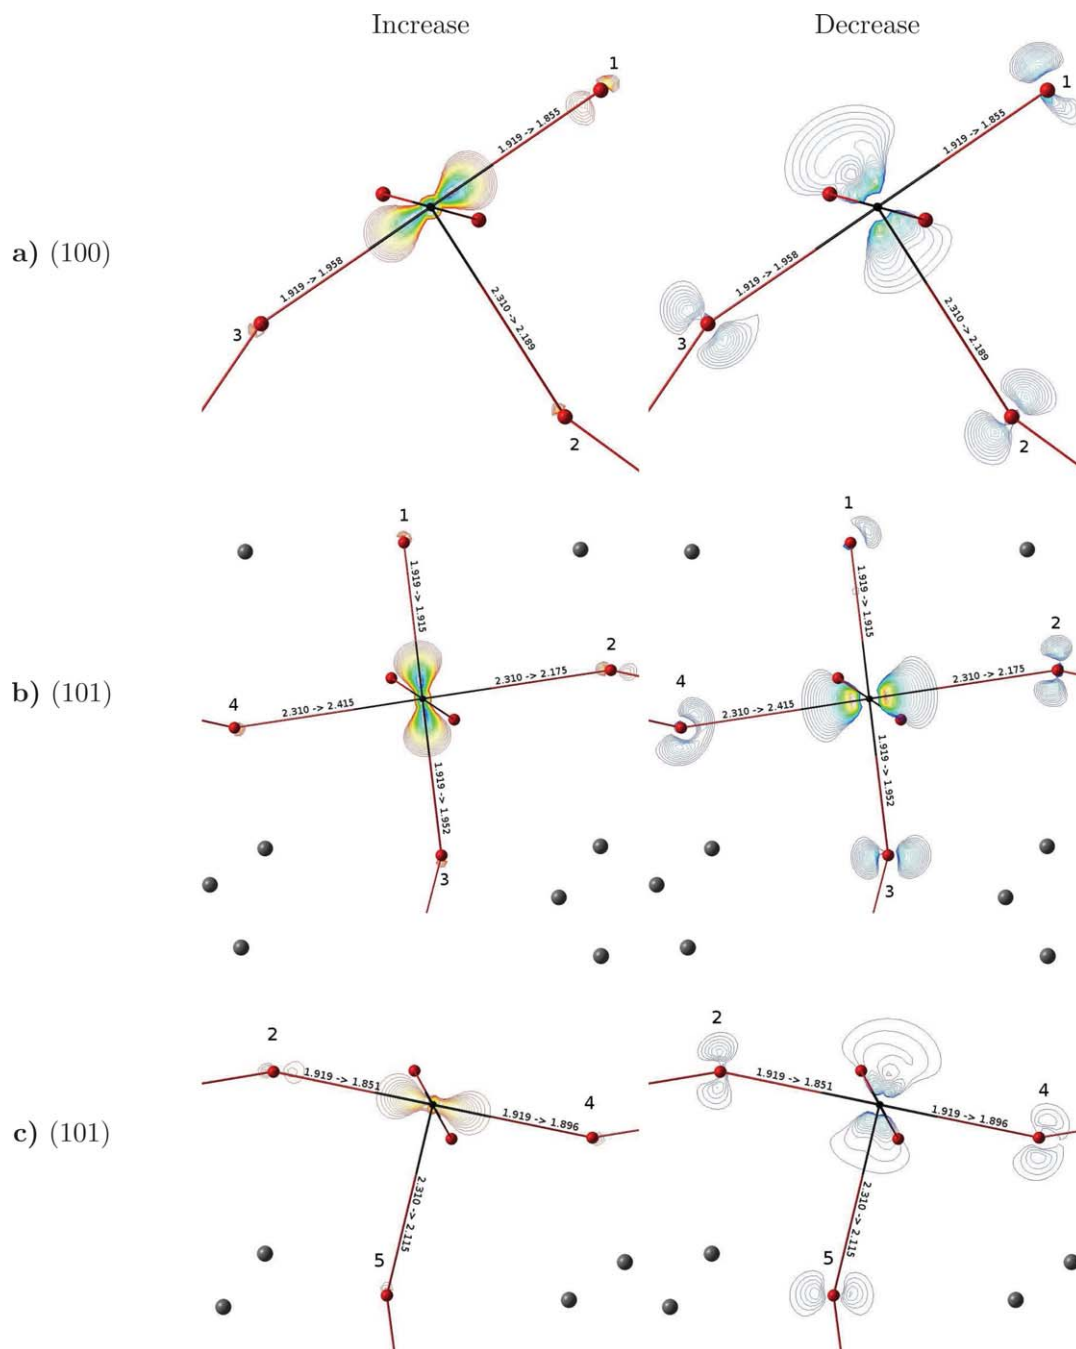 Increase Decrease
1 1
1.919 -> 1.855 1.919 -> 1.855
a) (100)
1.919 -> 1.958 1.919 -> 1.958
2.310 -> 2.189 2.310 -> 2.189
3 3
2 2
1 1
1.919 -> 1.915 1.919 -> 1.915
2 2
2.310 -> 2.175 2.310 -> 2.175
b) (101)
4 4
2.310 -> 2.415 2.310 -> 2.415
1.919 -> 1.952 1.919 -> 1.952
3 3
2 2
1.919 -> 1.851 1.919 -> 1.851
4 4
1.919 -> 1.896 1.919 -> 1.896
c) (101)
2.310 -> 2.115 2.310 -> 2.115
5 5